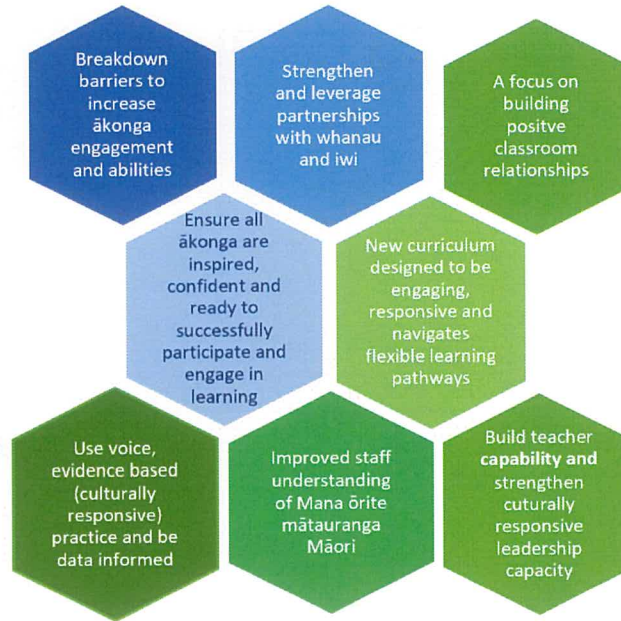 Breakdown
barriers to
increase
ākonga
engagement
and abilities
Strengthen
and leverage
partnerships
with whanau
and iwi
A focus on
building
positve
classroom
relationships
Ensure all
ākonga are
inspired,
confident and
ready to
successfully
participate and
engage in
learning
New curriculum
designed to be
engaging,
responsive and
navigates
flexible learning
pathways
Use voice,
evidence based
(culturally
responsive)
practice and be
data informed
Improved staff
understanding
of Mana ōrite
mātauranga
Māori
Build teacher
capability and
strengthen
cuturally
responsive
leadership
capacity